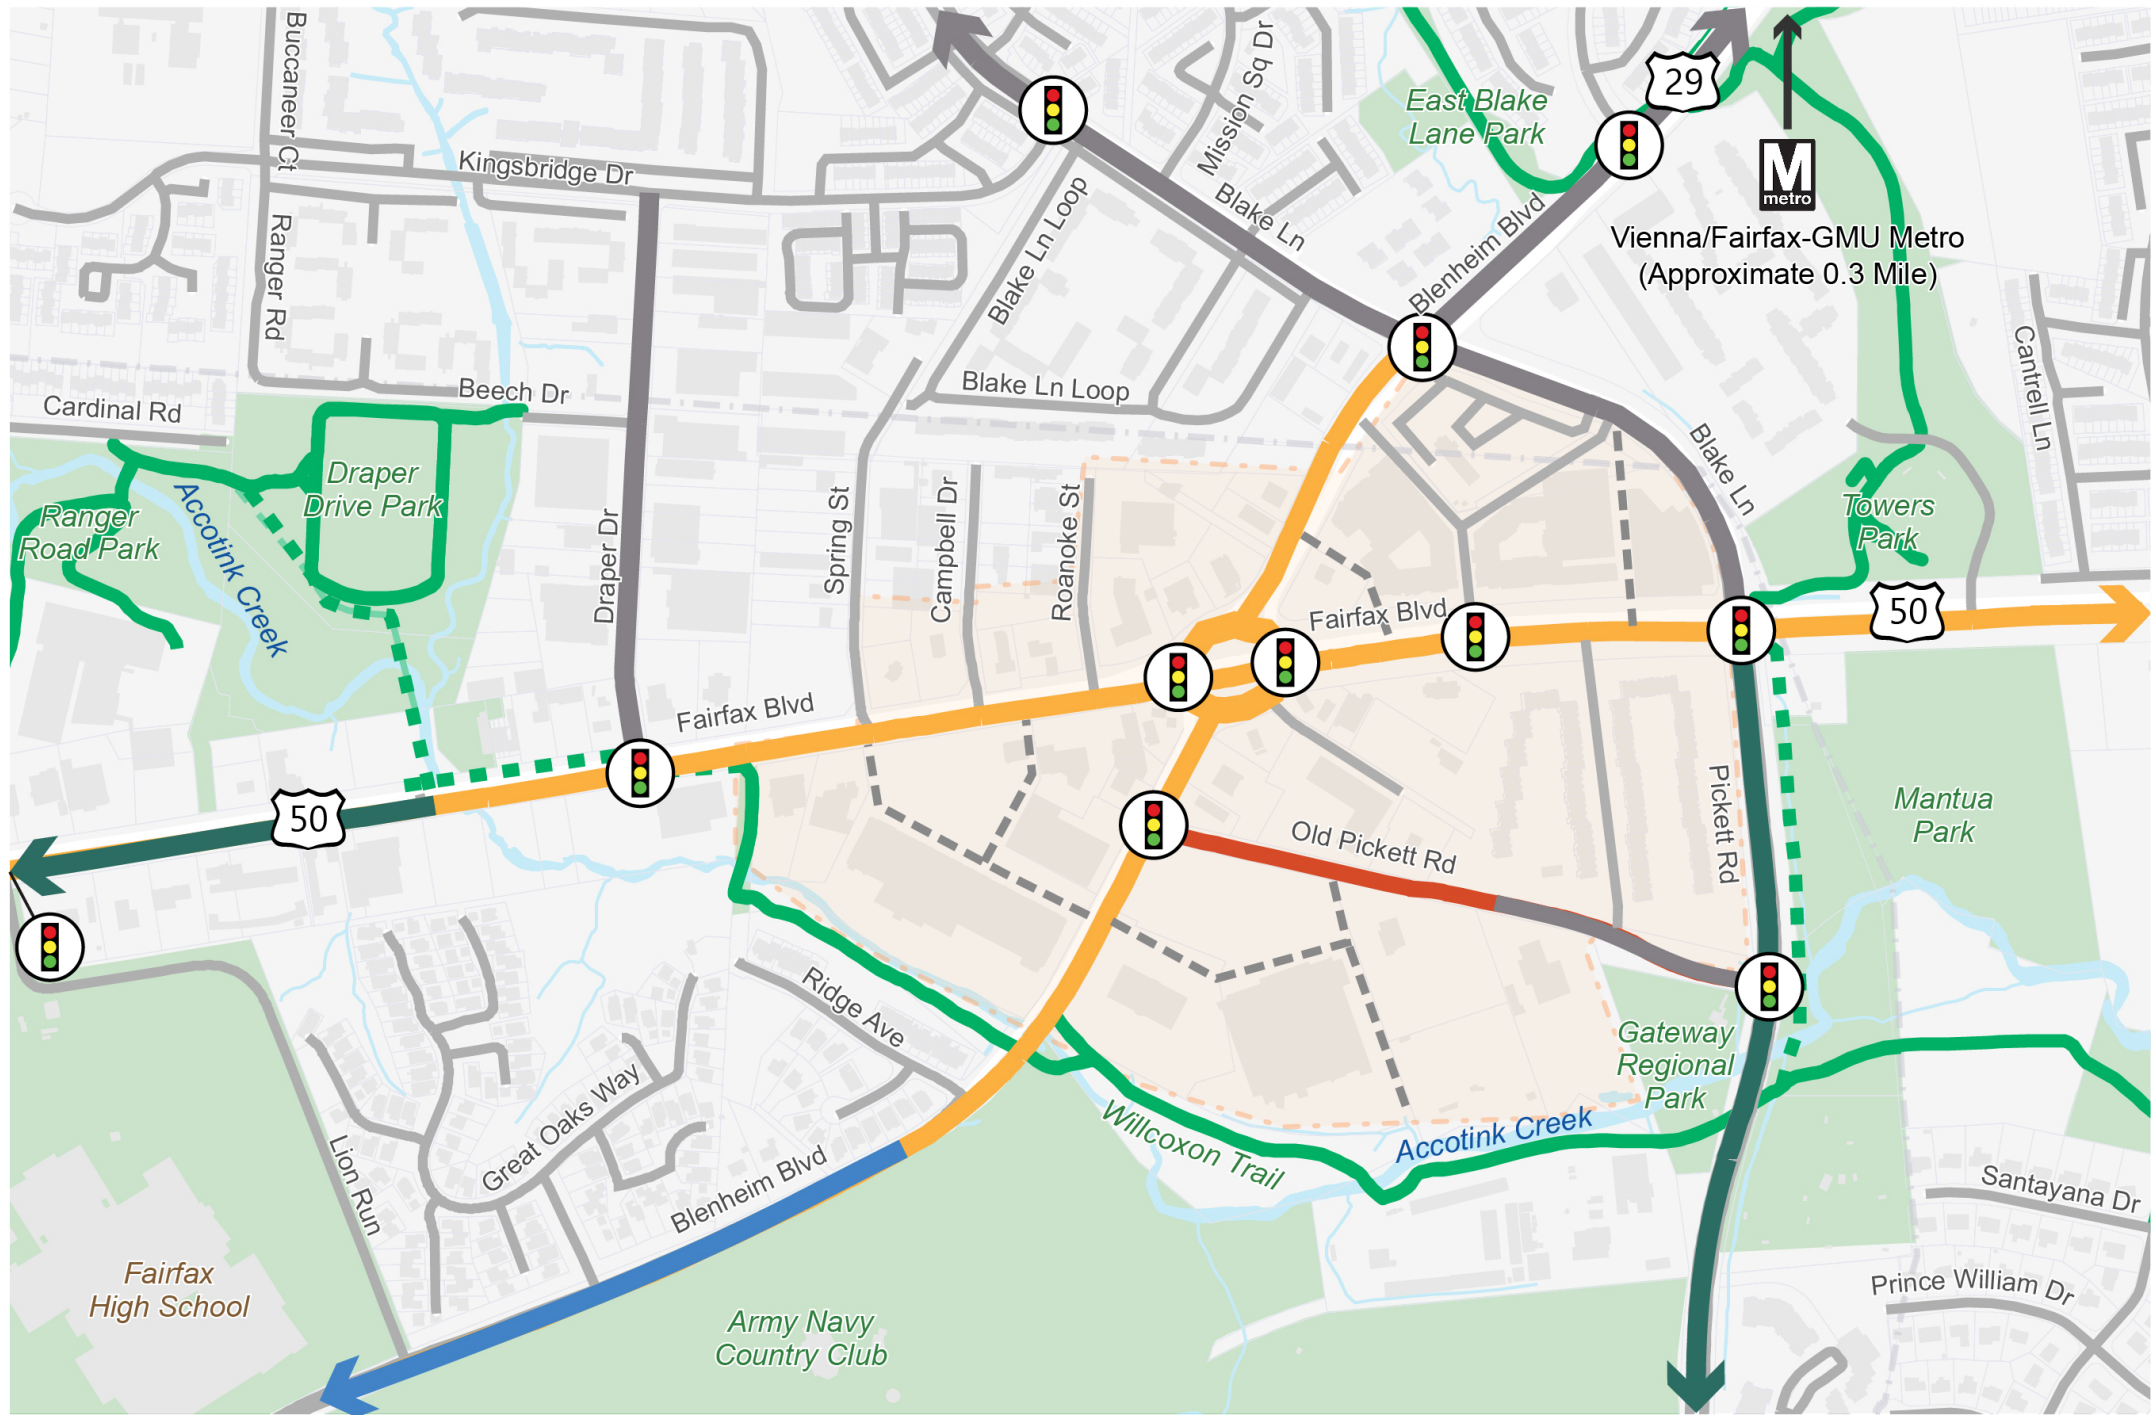 Buccaneer Ct
Mission Sq Dr
29
East Blake
Lane Park
Kingsbridge Dr
M
metro
Vienna/Fairfax-GMU Metro
(Approximate 0.3 Mile)
Blake Ln
Blenheim Blvd
Ranger Rd
Blake Ln Loop
Cantrell Ln
Beech Dr
Blake Ln Loop
Cardinal Rd
Blake Ln
Draper
Drive Park
Ranger
Road Park
Accotink Creek
Draper Dr
Spring St
Campbell Dr
Roanoke St
Towers
Park
Fairfax Blvd
50
Fairfax Blvd
50
Pickett Rd
Mantua
Park
Old Pickett Rd
Ridge Ave
Gateway
Regional
Park
Great Oaks Way
Willcoxon Trail
Accotink Creek
Lion Run
Blenheim Blvd
Santayana Dr
Fairfax
High School
Prince William Dr
Army Navy
Country Club